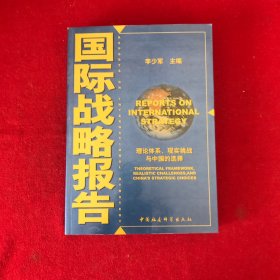 国际战略报告
李少军 主编
REPORTS ON
INTERNATIONAL
STRATEGY
理论体系、现实挑战
与中国的选择
THEORETICAL FRAMEWORK,
REALISTIC CHALLENGES,AND
CHINA'S STRATEGIC CHOICES
中国社会科学出版社